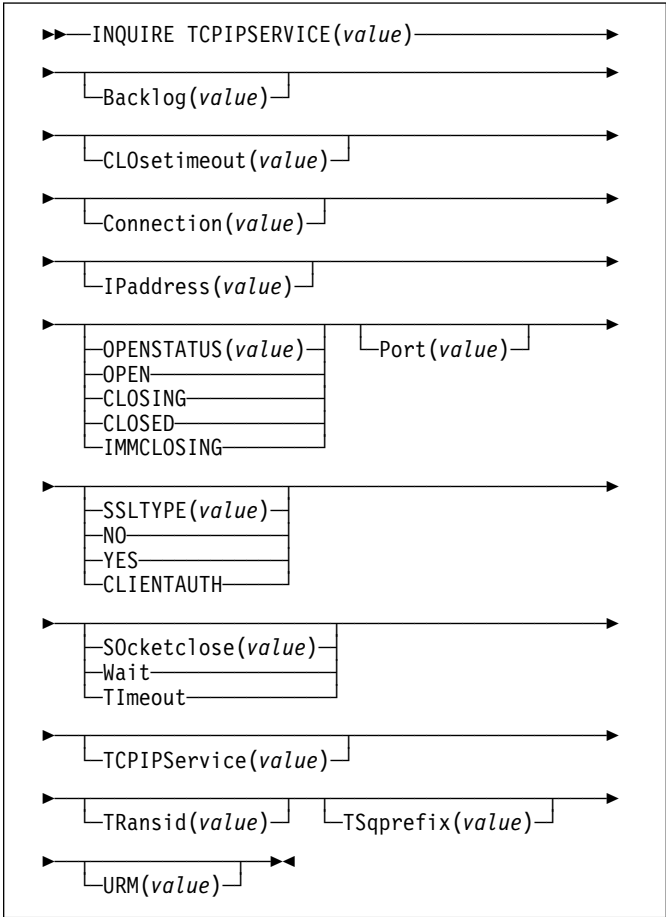 INQUIRE TCPIPSERVICE(value)
Backlog(value)
CLOsetimeout(value)
Connection(value)
IPaddress(value)
OPENSTATUS(value) Port(value)
OPEN
CLOSING
CLOSED
IMMCLOSING
SSLTYPE(value)
NO
YES
CLIENTAUTH
SOcketclose(value)
Wait
TImeout
TCPIPService(value)
TRansid(value) TSqprefix(value)
URM(value)